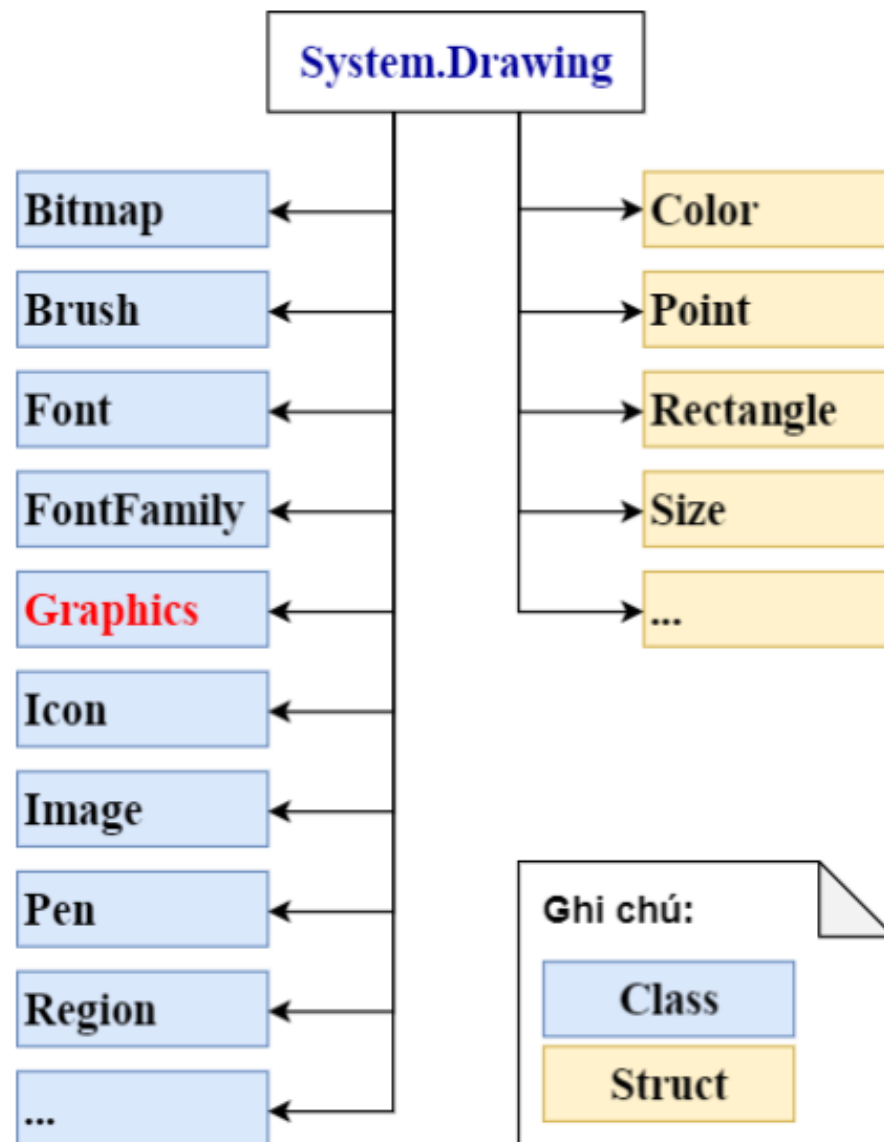 System.Drawing
Bitmap
Brush
Font
FontFamily
Graphics
Icon
Image
Pen
Region
...
Color
Point
Rectangle
Size
...
Ghi chú:
Class
Struct